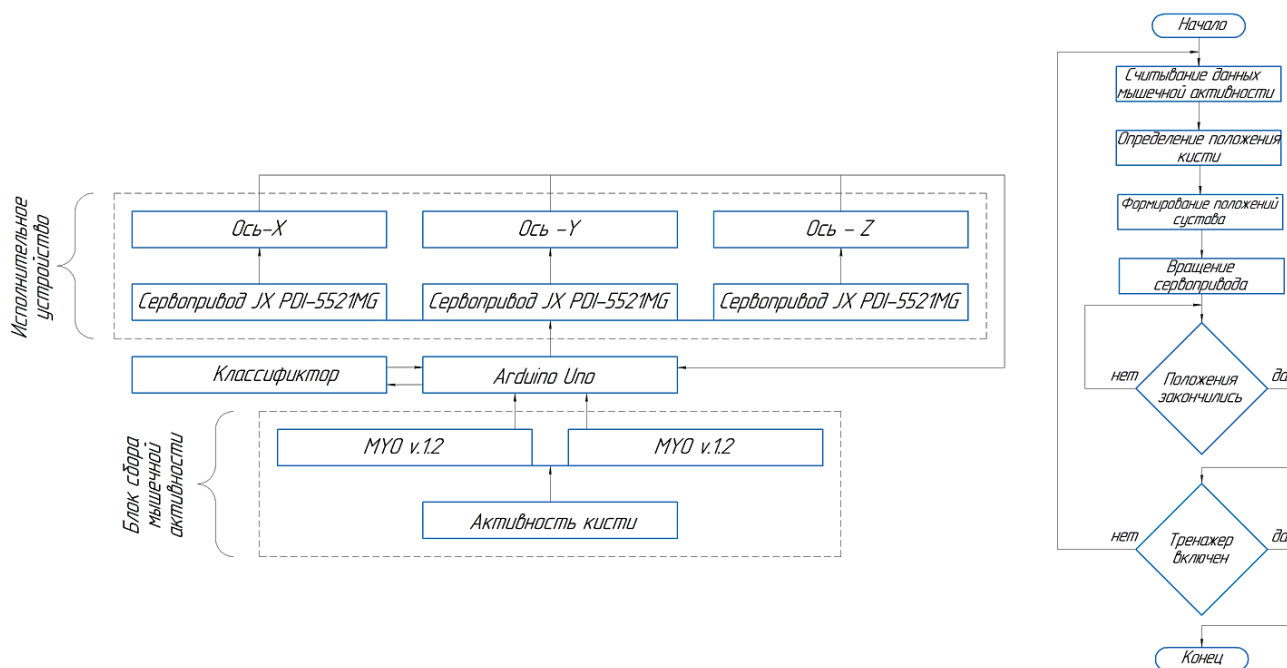 Исполнительное
устройство
Ось-X
Ось -Y
Ось - Z
Сервопривод JX PDI-5521MG
Сервопривод JX PDI-5521MG
Сервопривод JX PDI-5521MG
Классификтор
Arduino Uno
Блок сбора
мышечной
активности
MYO v.1.2
MYO v.1.2
Активность кисти
Начало
Считывание данных
мышечной активности
Определение положения
кисти
Формирование положений
сустава
Вращение
сервопривода
нет
Положения
закончились
да
нет
Тренажер
включен
да
Конец